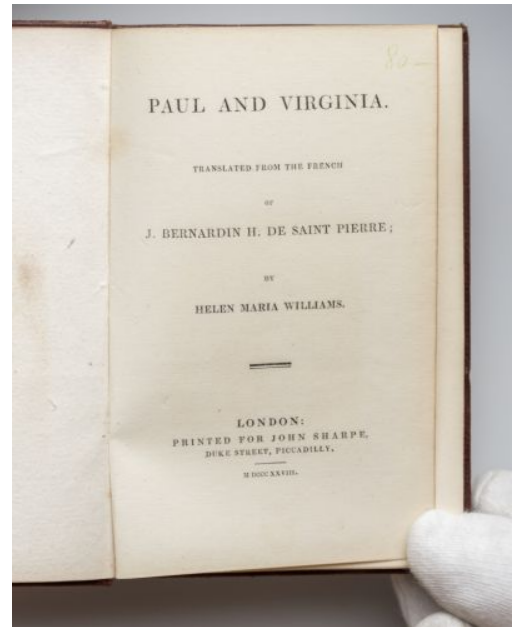 80—
PAUL AND VIRGINIA.
TRANSLATED FROM THE FRENCH
OF
J. BERNARDIN H. DE SAINT PIERRE;
BY
HELEN MARIA WILLIAMS.
LONDON:
PRINTED FOR JOHN SHARPE,
DUKE STREET, PICCADILLY.
M DCCC XXVIII.